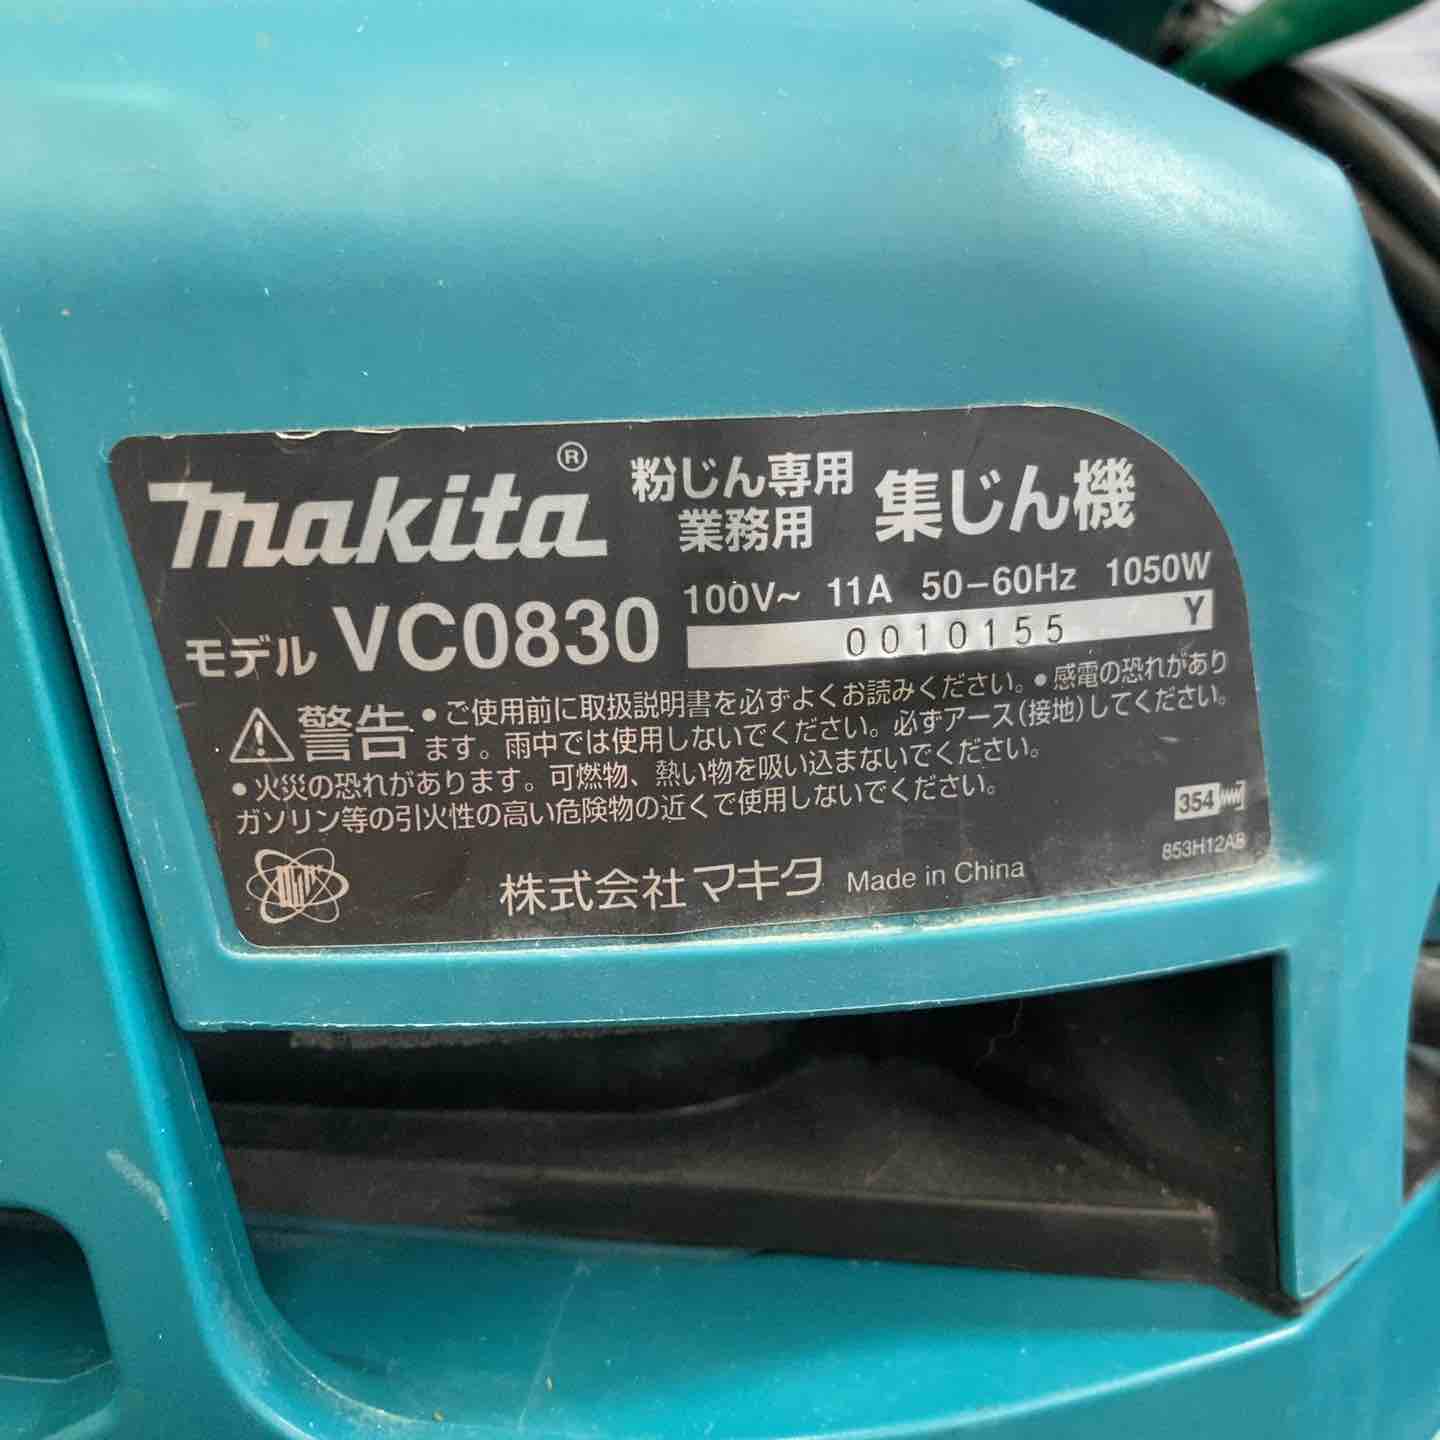 makita®
粉じん専用
業務用
集じん機
モデル VC0830
100V~ 11A 50-60Hz 1050W
0010155 Y
⚠警告 •ご使用前に取扱説明書を必ずよくお読みください。•感電の恐れがあり
ます。雨中では使用しないでください。必ずアース(接地)してください。
•火災の恐れがあります。可燃物、熱い物を吸い込まないでください。
ガソリン等の引火性の高い危険物の近くで使用しないでください。
354
853H12A8
株式会社マキタ Made in China